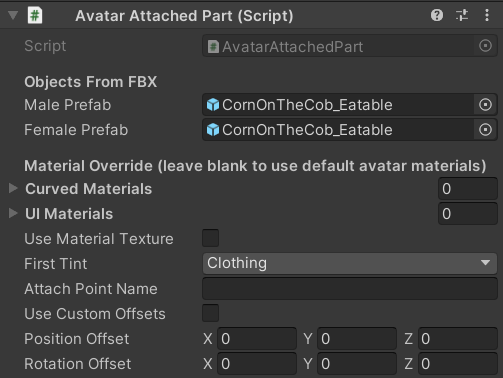 Avatar Attached Part (Script)
Script AvatarAttachedPart
Objects From FBX
Male Prefab CornOnTheCob_Eatable
Female Prefab CornOnTheCob_Eatable
Material Override (leave blank to use default avatar materials)
Curved Materials 0
UI Materials 0
Use Material Texture
First Tint Clothing
Attach Point Name
Use Custom Offsets
Position Offset X 0 Y 0 Z 0
Rotation Offset X 0 Y 0 Z 0